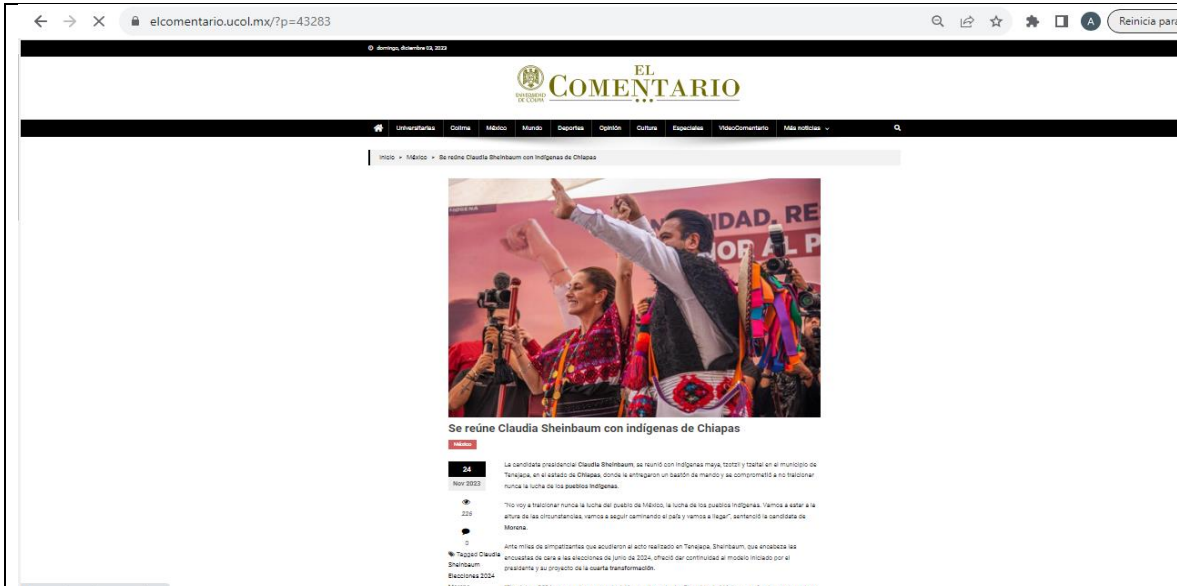 elcomentario.ucol.mx/?p=43283
A
Reinicia para
domingo, diciembre 03, 2023
UNIVERSIDAD DE COLIMA
EL
COMENTARIO
Universitarias Colima México Mundo Deportes Opinión Cultura Especiales VideoComentario Más noticias
Inicio México Se reúne Claudia Sheinbaum con indígenas de Chiapas
IDAD. RE
NOR AL P
Se reúne Claudia Sheinbaum con indígenas de Chiapas
México
24
Nov 2023
226
0
Tagged Claudia
Sheinbaum
Elecciones 2024
La candidata presidencial Claudia Sheinbaum, se reunió con indígenas maya, tzotzil y tzeltal en el municipio de
Tenejapa, en el estado de Chiapas, donde le entregaron un bastón de mando y se comprometió a no traicionar
nunca la lucha de los pueblos indígenas.
"No voy a traicionar nunca la lucha del pueblo de México, la lucha de los pueblos indígenas. Vamos a estar a la
altura de las circunstancias, vamos a seguir caminando el país y vamos a llegar", sentenció la candidata de
Morena.
Ante miles de simpatizantes que acudieron al acto realizado en Tenejapa, Sheinbaum, que encabeza las
encuestas de cara a las elecciones de junio de 2024, ofreció dar continuidad al modelo iniciado por el
presidente y su proyecto de la cuarta transformación.